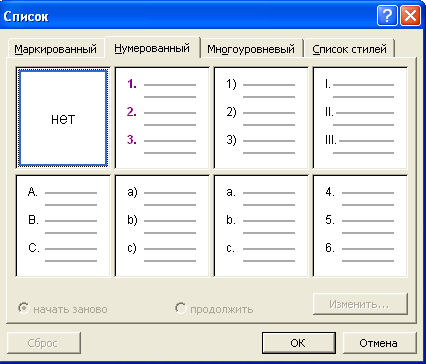 Список
Маркированный Нумерованный Многоуровневый Список стилей
нет
1.
2.
3.
1)
2)
3)
I.
II.
III.
A.
B.
C.
a)
b)
c)
a.
b.
c.
4.
5.
6.
начать заново продолжить Изменить...
Сброс ОК Отмена